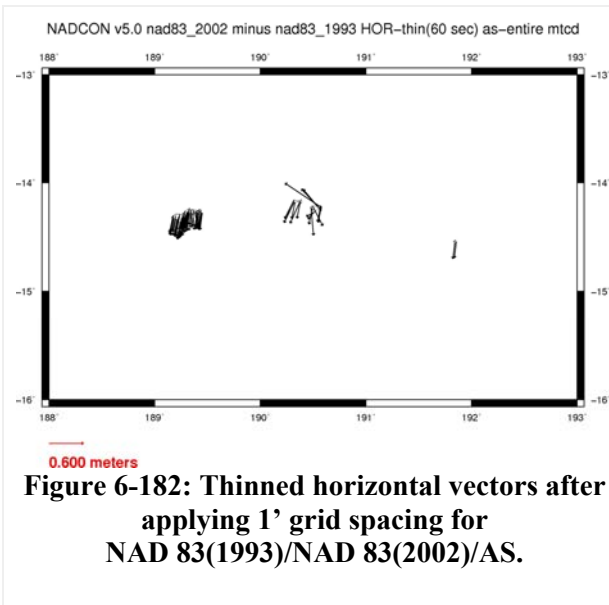 NADCON v5.0 nad83_2002 minus nad83_1993 HOR−thin(60 sec) as−entire mtcd
188˚ 189˚ 190˚ 191˚ 192˚ 193˚
−13˚ −13˚
−14˚ −14˚
−15˚ −15˚
−16˚ −16˚
188˚ 189˚ 190˚ 191˚ 192˚ 193˚
0.600 meters
Figure 6-182: Thinned horizontal vectors after
applying 1’ grid spacing for
NAD 83(1993)/NAD 83(2002)/AS.